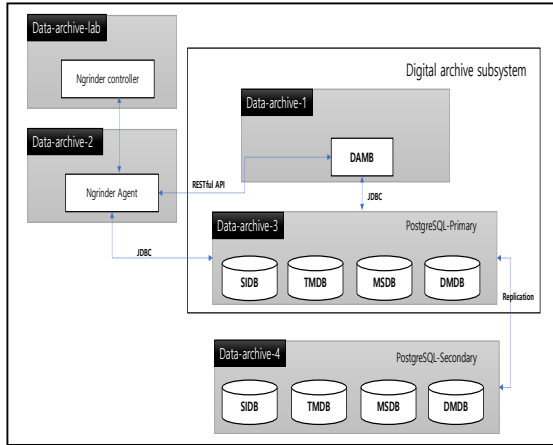 Data-archive-lab
Ngrinder controller
Digital archive subsystem
Data-archive-1
Data-archive-2
DAMB
RESTful API
Ngrinder Agent
JDBC
Data-archive-3
PostgreSQL-Primary
JDBC
SIDB
TMDB
MSDB
DMDB
Replication
Data-archive-4
PostgreSQL-Secondary
SIDB
TMDB
MSDB
DMDB